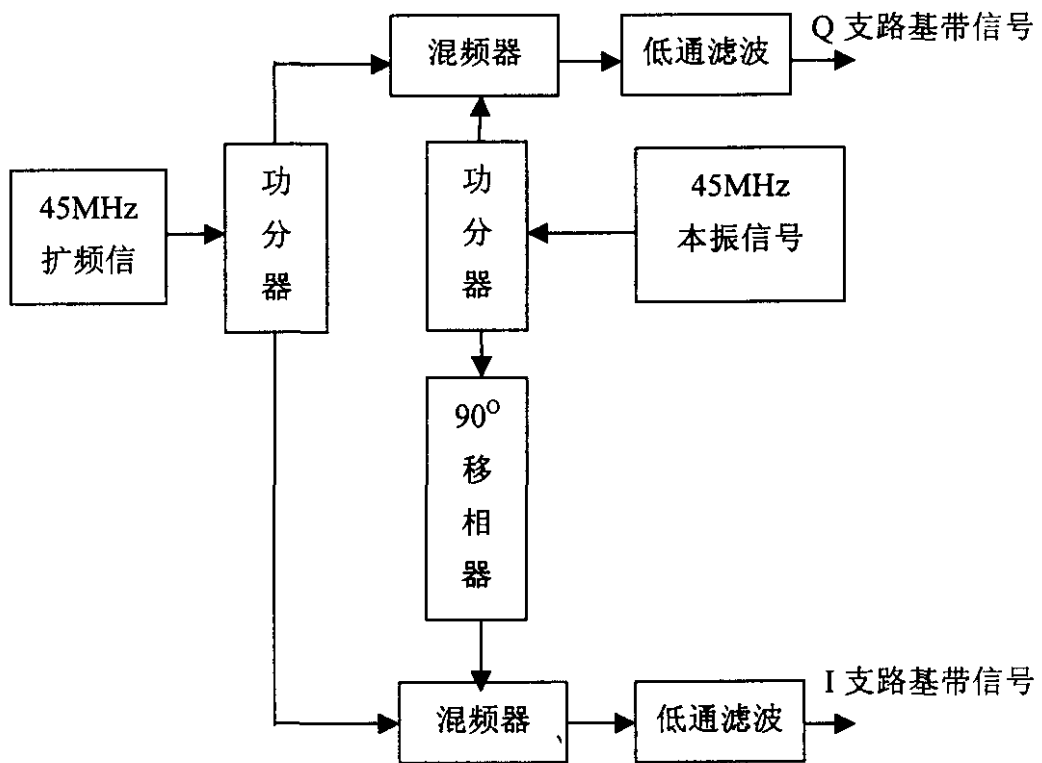 混频器
低通滤波
Q 支路基带信号
45MHz
扩频信
功
分
器
功
分
器
45MHz
本振信号
90°
移
相
器
混频器
低通滤波
I 支路基带信号